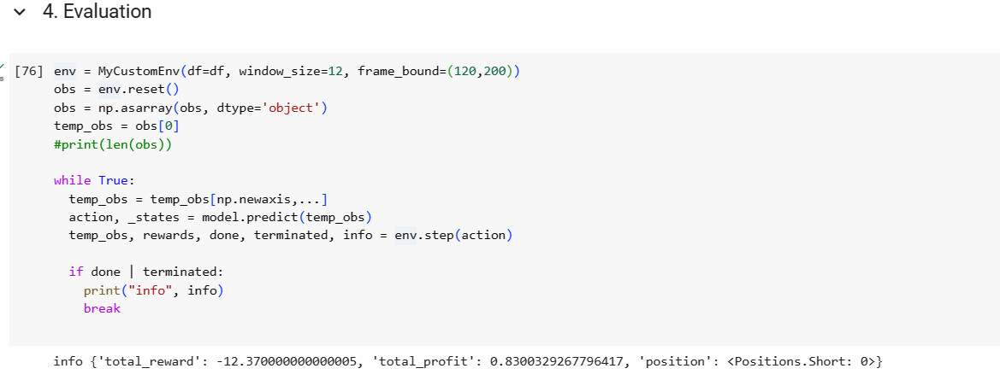 4. Evaluation
[76] env = MyCustomEnv(df=df, window_size=12, frame_bound=(120,200))
obs = env.reset()
obs = np.asarray(obs, dtype='object')
temp_obs = obs[0]
#print(len(obs))
while True:
temp_obs = temp_obs[np.newaxis,...]
action, _states = model.predict(temp_obs)
temp_obs, rewards, done, terminated, info = env.step(action)
if done | terminated:
print("info", info)
break
info {'total_reward': -12.370000000000005, 'total_profit': 0.8300329267796417, 'position': <Positions.Short: 0>}